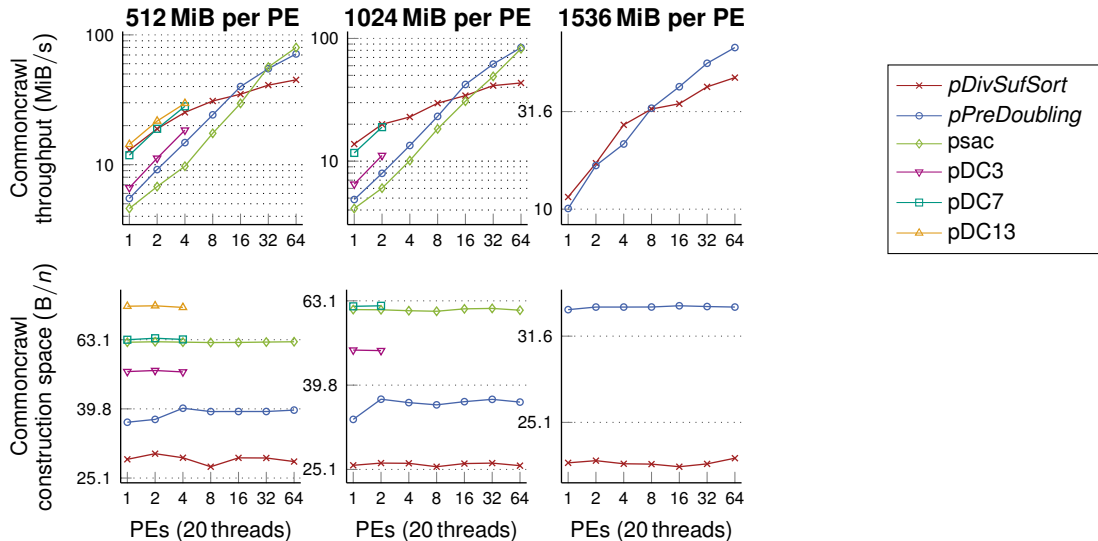 512 MiB per PE
1024 MiB per PE
1536 MiB per PE
Commoncrawl
throughput (MiB/s)
100
10
1 2 4 8 16 32 64
100
10
1 2 4 8 16 32 64
31.6
10
1 2 4 8 16 32 64
pDivSufSort
pPreDoubling
psac
pDC3
pDC7
pDC13
Commoncrawl
construction space (B/n)
63.1
39.8
25.1
1 2 4 8 16 32 64
63.1
39.8
25.1
1 2 4 8 16 32 64
31.6
25.1
1 2 4 8 16 32 64
PEs (20 threads)
PEs (20 threads)
PEs (20 threads)